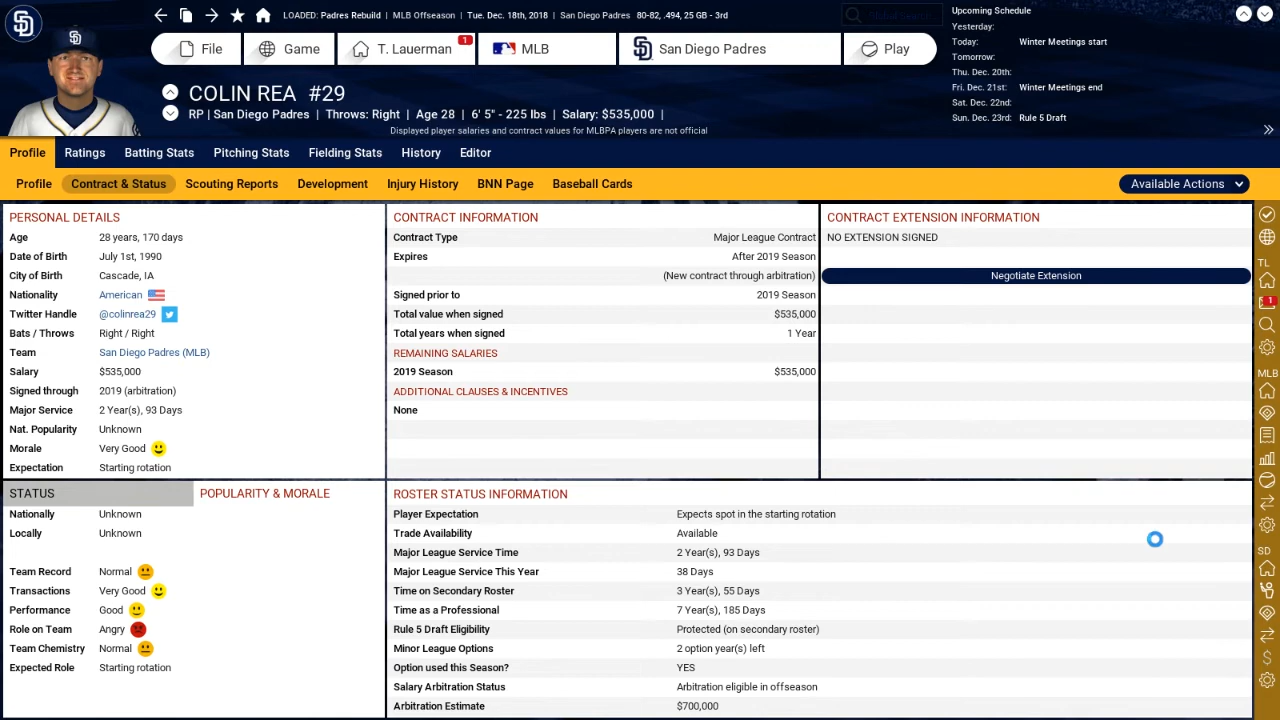 LOADED: Padres Rebuild | MLB Offseason | Tue. Dec. 18th, 2018 | San Diego Padres 80-82, .494, 25 GB - 3rd
File Game T. Lauerman 1 MLB San Diego Padres Play
Upcoming Schedule
Yesterday:
Today: Winter Meetings start
Tomorrow:
Thu. Dec. 20th:
Fri. Dec. 21st: Winter Meetings end
Sat. Dec. 22nd:
Sun. Dec. 23rd: Rule 5 Draft
COLIN REA #29
RP | San Diego Padres | Throws: Right | Age 28 | 6' 5" - 225 lbs | Salary: $535,000 |
Displayed player salaries and contract values for MLBPA players are not official
Profile Ratings Batting Stats Pitching Stats Fielding Stats History Editor
Profile Contract & Status Scouting Reports Development Injury History BNN Page Baseball Cards Available Actions
PERSONAL DETAILS
Age 28 years, 170 days
Date of Birth July 1st, 1990
City of Birth Cascade, IA
Nationality American
Twitter Handle @colinrea29
Bats / Throws Right / Right
Team San Diego Padres (MLB)
Salary $535,000
Signed through 2019 (arbitration)
Major Service 2 Year(s), 93 Days
Nat. Popularity Unknown
Morale Very Good
Expectation Starting rotation
CONTRACT INFORMATION
Contract Type Major League Contract
Expires After 2019 Season
(New contract through arbitration)
Signed prior to 2019 Season
Total value when signed $535,000
Total years when signed 1 Year
REMAINING SALARIES
2019 Season $535,000
ADDITIONAL CLAUSES & INCENTIVES
None
CONTRACT EXTENSION INFORMATION
NO EXTENSION SIGNED
Negotiate Extension
STATUS POPULARITY & MORALE
Nationally Unknown
Locally Unknown
Team Record Normal
Transactions Very Good
Performance Good
Role on Team Angry
Team Chemistry Normal
Expected Role Starting rotation
ROSTER STATUS INFORMATION
Player Expectation Expects spot in the starting rotation
Trade Availability Available
Major League Service Time 2 Year(s), 93 Days
Major League Service This Year 38 Days
Time on Secondary Roster 3 Year(s), 55 Days
Time as a Professional 7 Year(s), 185 Days
Rule 5 Draft Eligibility Protected (on secondary roster)
Minor League Options 2 option year(s) left
Option used this Season? YES
Salary Arbitration Status Arbitration eligible in offseason
Arbitration Estimate $700,000
TL
1
MLB
SD